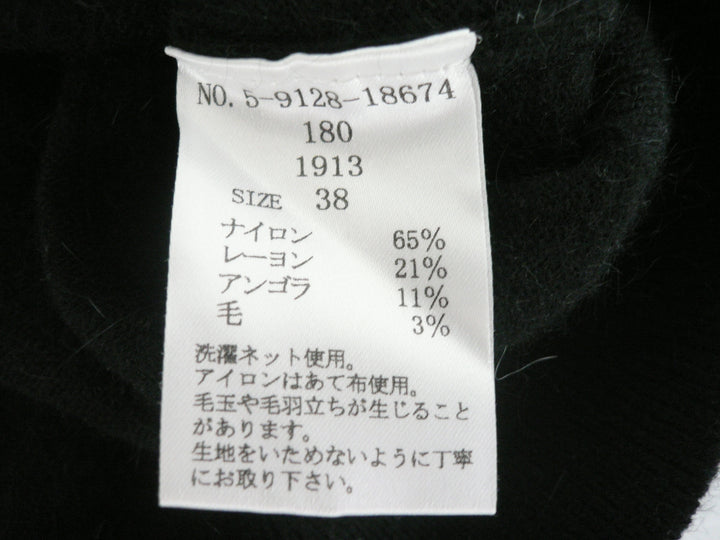 NO. 5-9128-18674
180
1913
SIZE 38
ナイロン 65%
レーヨン 21%
アンゴラ 11%
毛 3%
洗濯ネット使用。
アイロンはあて布使用。
毛玉や毛羽立ちが生じること
があります。
生地をいためないように丁寧
にお取り下さい。